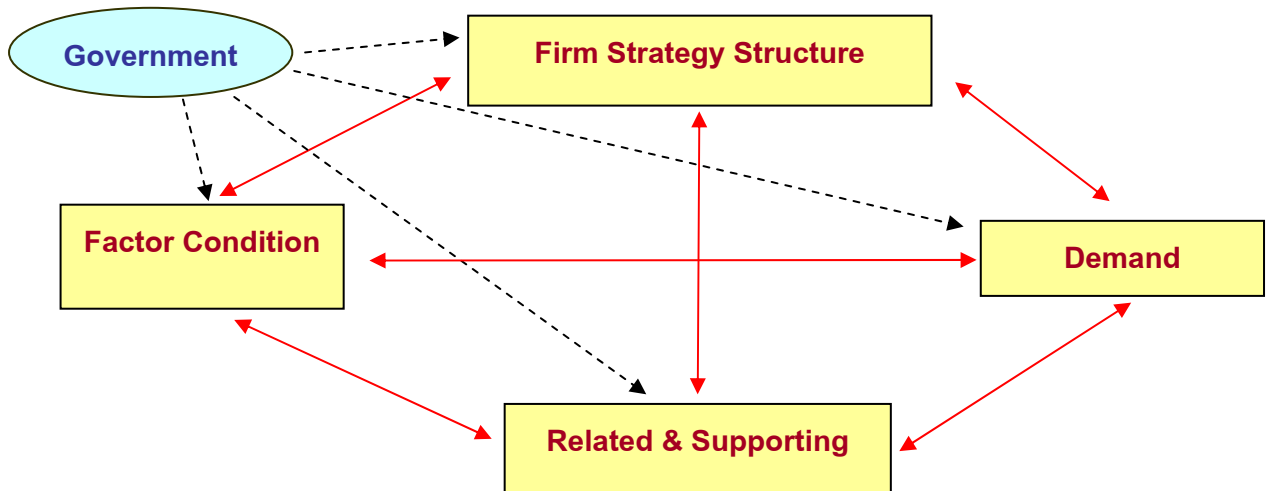 Government
Firm Strategy Structure
Factor Condition
Demand
Related & Supporting